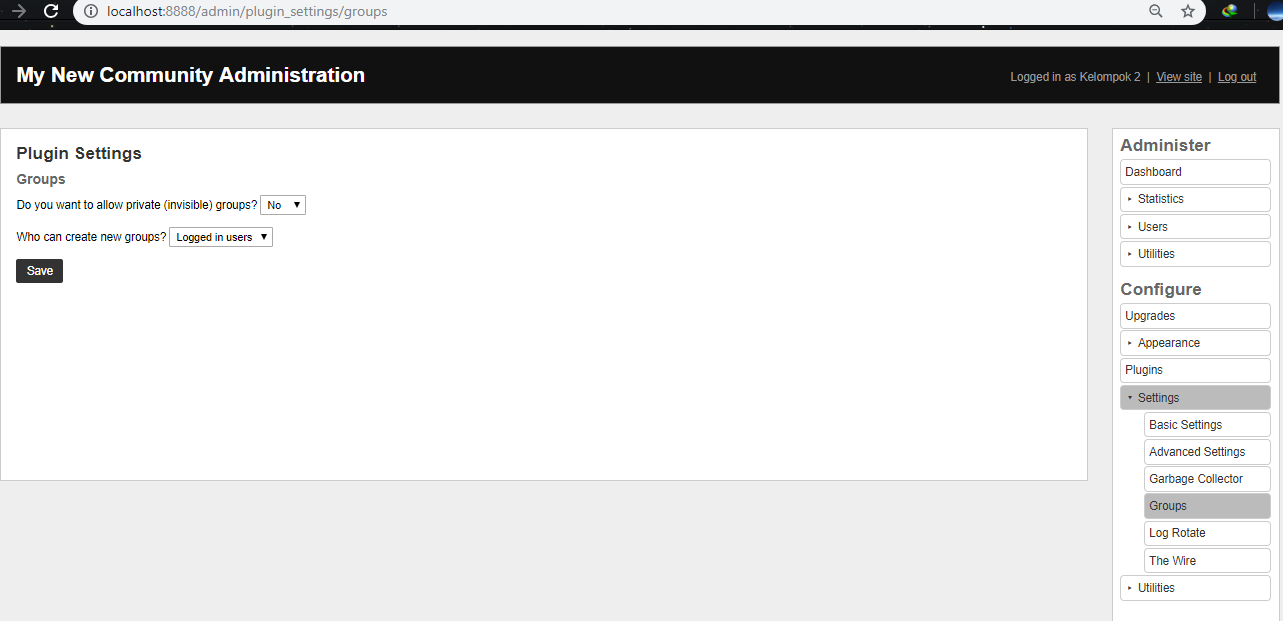 localhost:8888/admin/plugin_settings/groups
My New Community Administration
Logged in as Kelompok 2 | View site | Log out
Plugin Settings
Groups
Do you want to allow private (invisible) groups? No
Who can create new groups? Logged in users
Save
Administer
Dashboard
Statistics
Users
Utilities
Configure
Upgrades
Appearance
Plugins
Settings
Basic Settings
Advanced Settings
Garbage Collector
Groups
Log Rotate
The Wire
Utilities